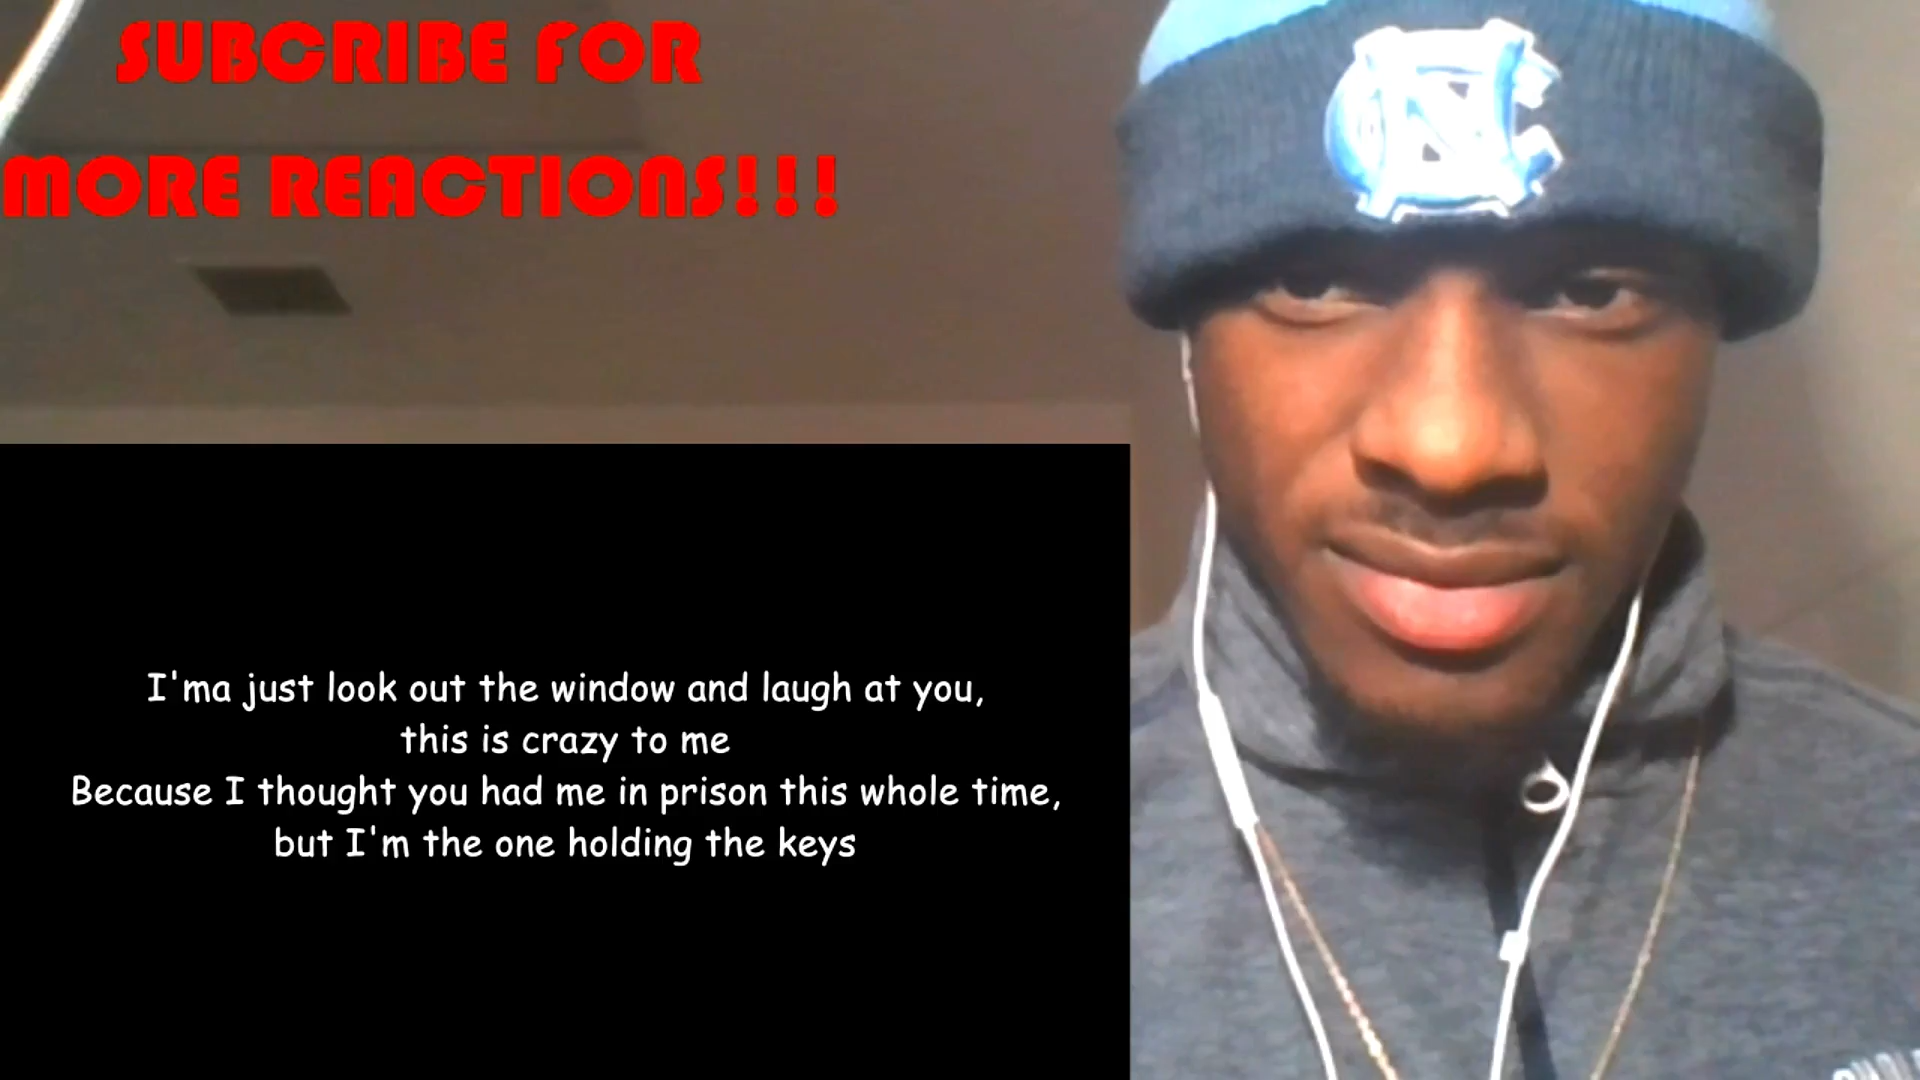 SUBCRIBE FOR
MORE REACTIONS!!!
NC
I'ma just look out the window and laugh at you,
this is crazy to me
Because I thought you had me in prison this whole time,
but I'm the one holding the keys